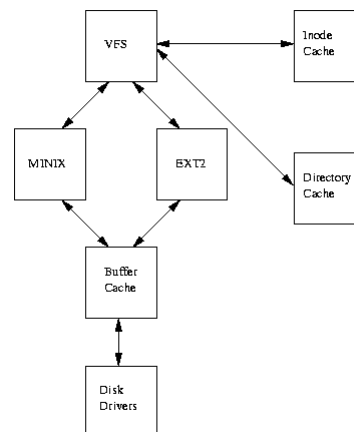 VFS
Inode
Cache
MINIX
EXT2
Directory
Cache
Buffer
Cache
Disk
Drivers